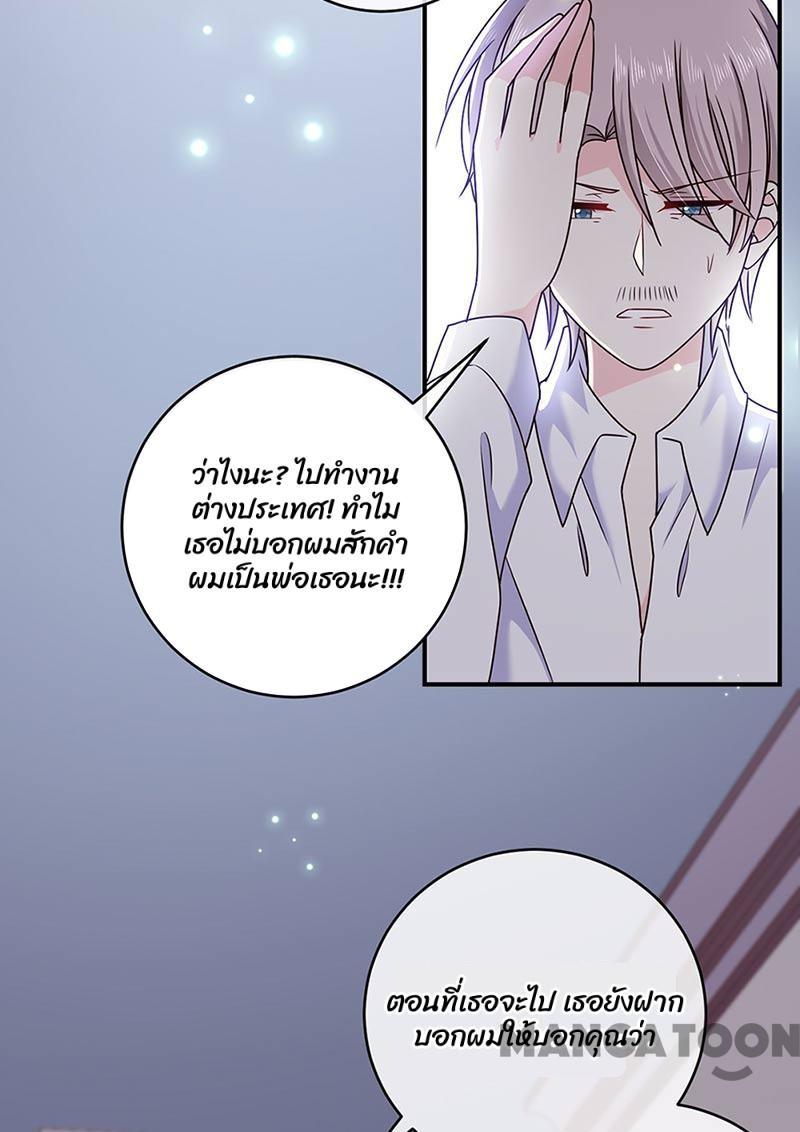 ว่าไงนะ? ไปทำงาน
ต่างประเทศ! ทำไม
เธอไม่บอกผมสักคำ
ผมเป็นพ่อเธอนะ!!!
ตอนที่เธอจะไป เธอยังฝาก
บอกผมให้บอกคุณว่า
MANGATOON